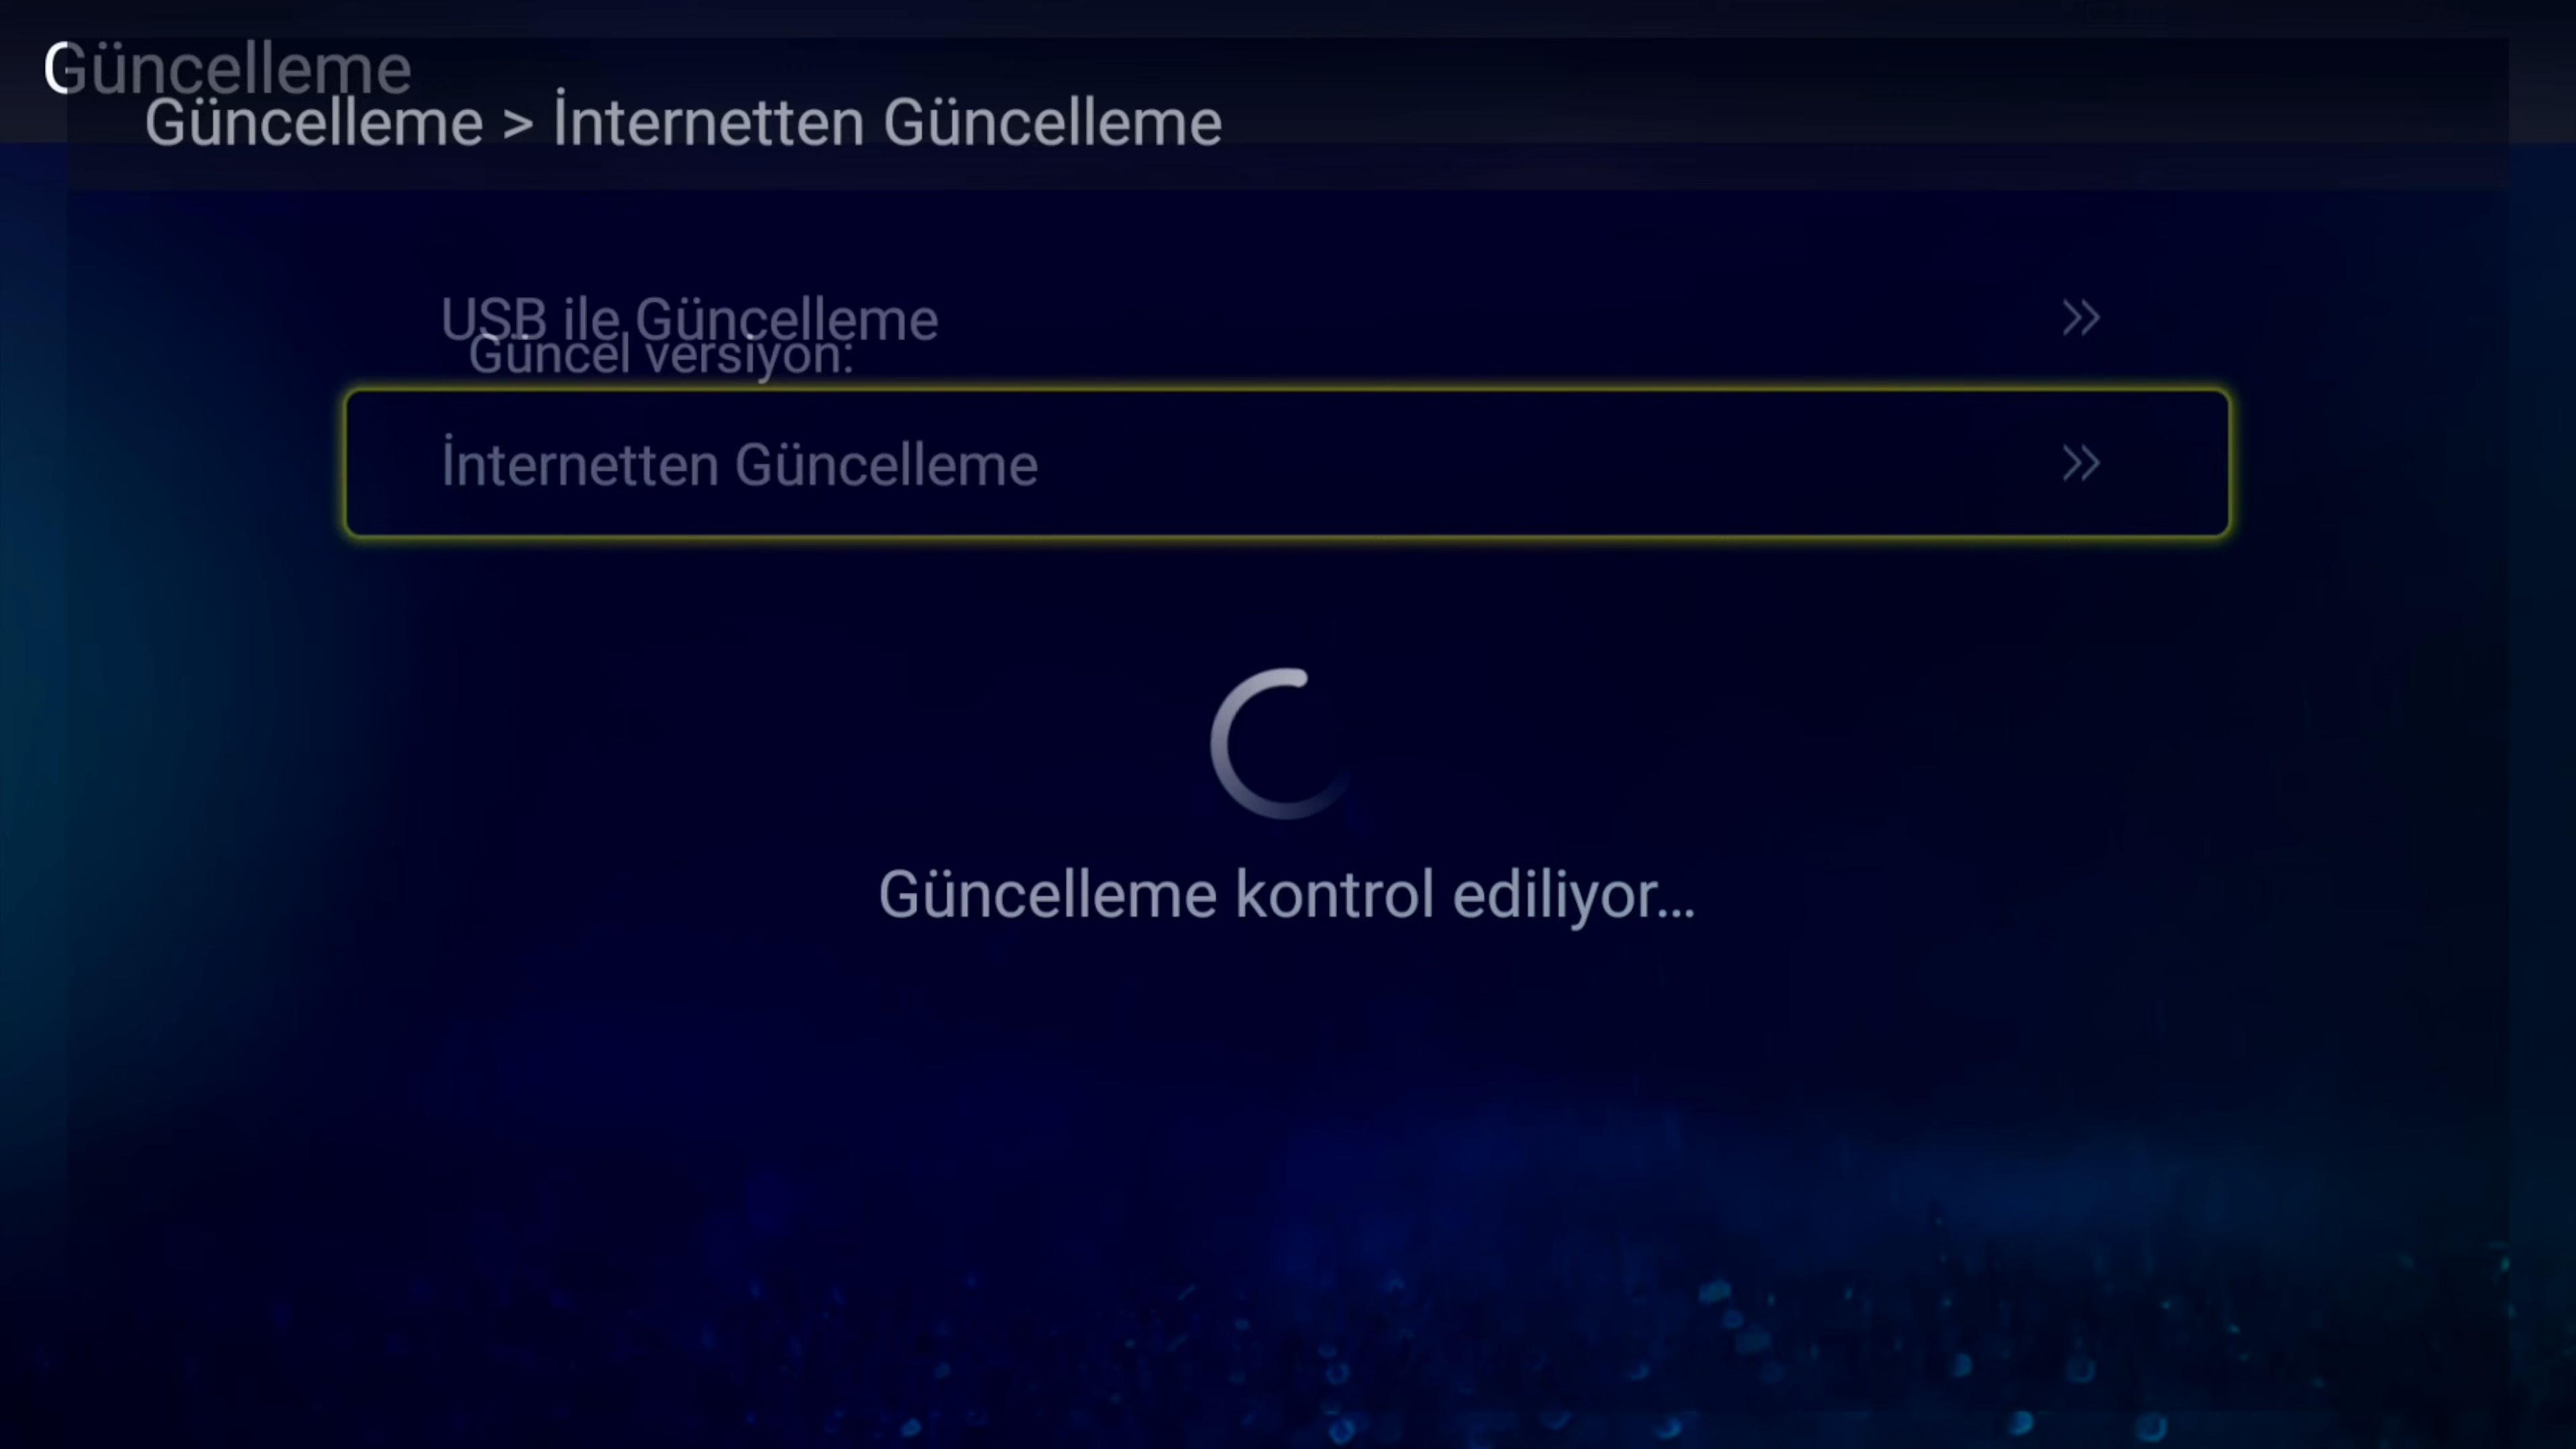 Güncelleme
Güncelleme > İnternetten Güncelleme
USB ile Güncelleme
Güncel versiyon:
İnternetten Güncelleme
Güncelleme kontrol ediliyor...